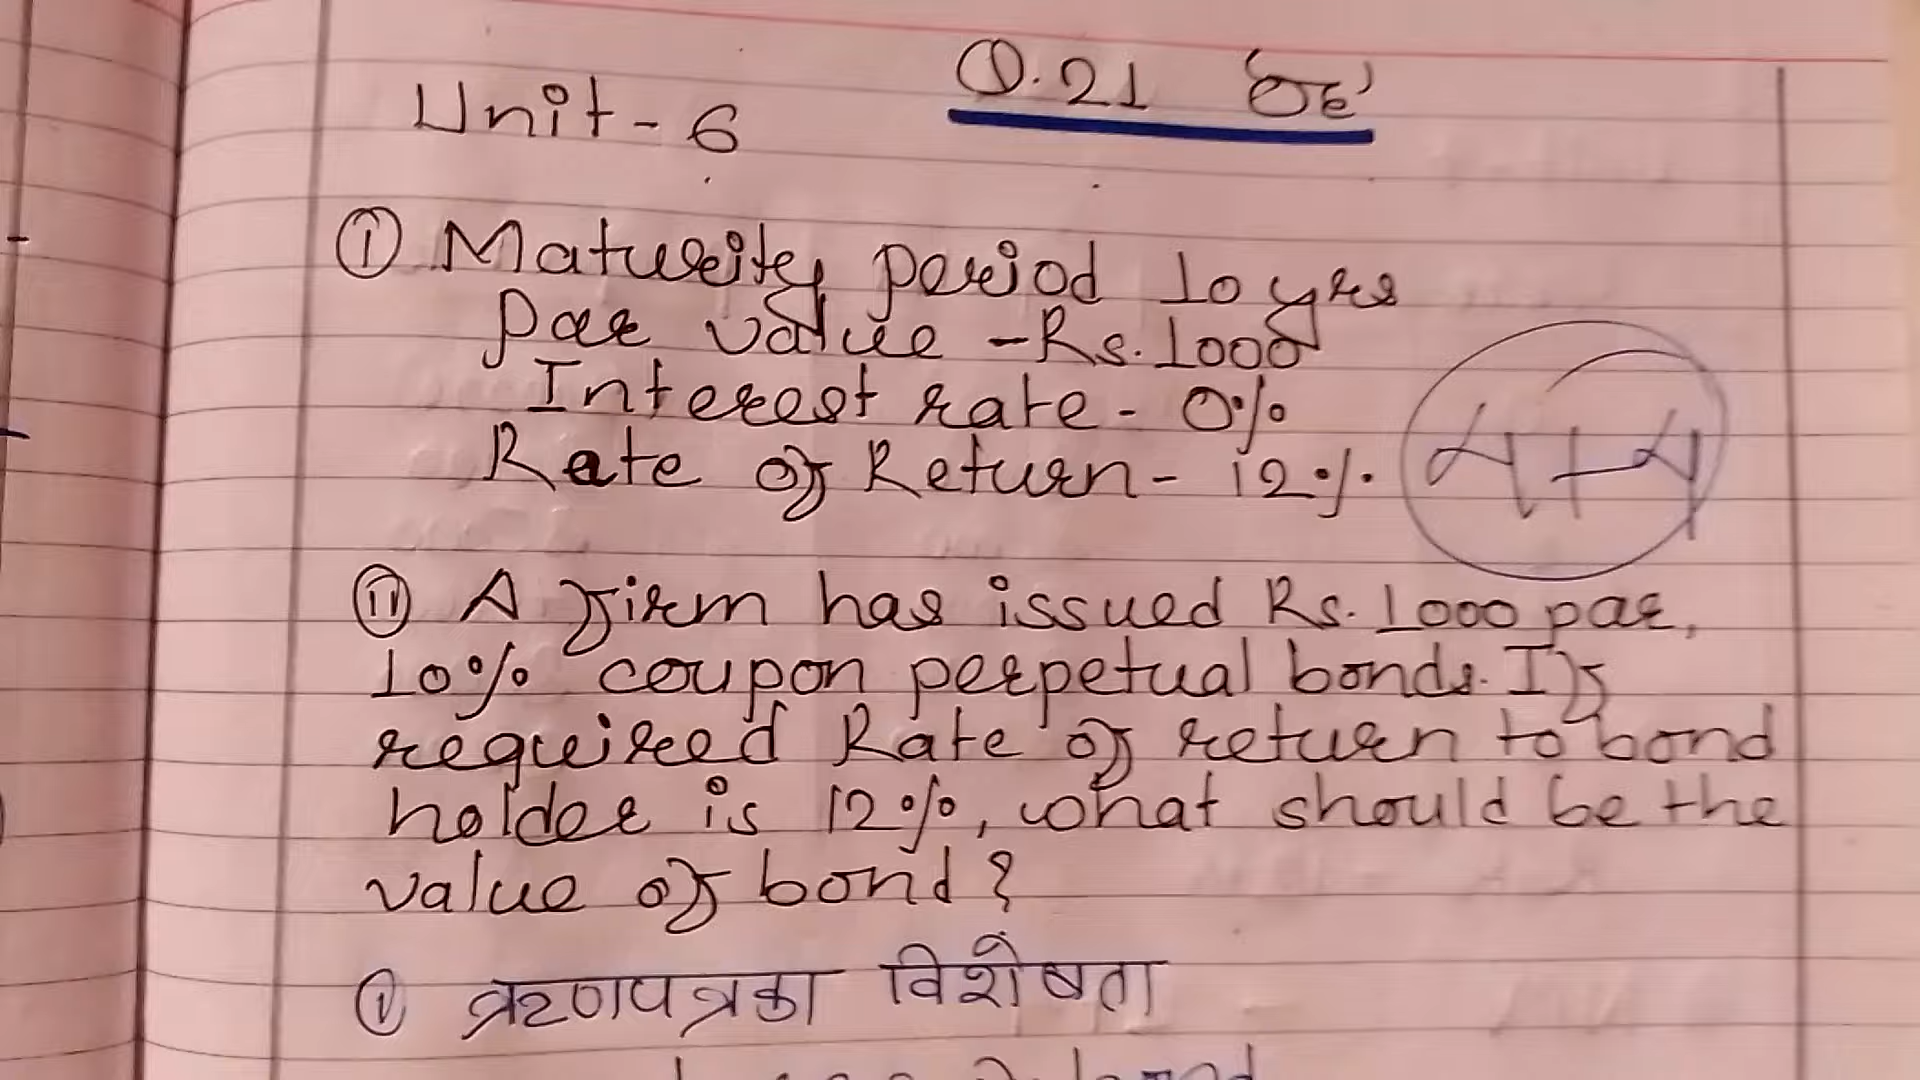 Unit-6
Q.21 'छ'
① Maturity period 10 yrs
Par value -Rs. 1000
Interest rate - 0%
Rate of Return - 12%
4+4
② A firm has issued Rs. 1000 par,
10% coupon perpetual bonds. If
required Rate of return to bond
holder is 12%, what should be the
value of bond?
① ऋणपत्रका विशेषता